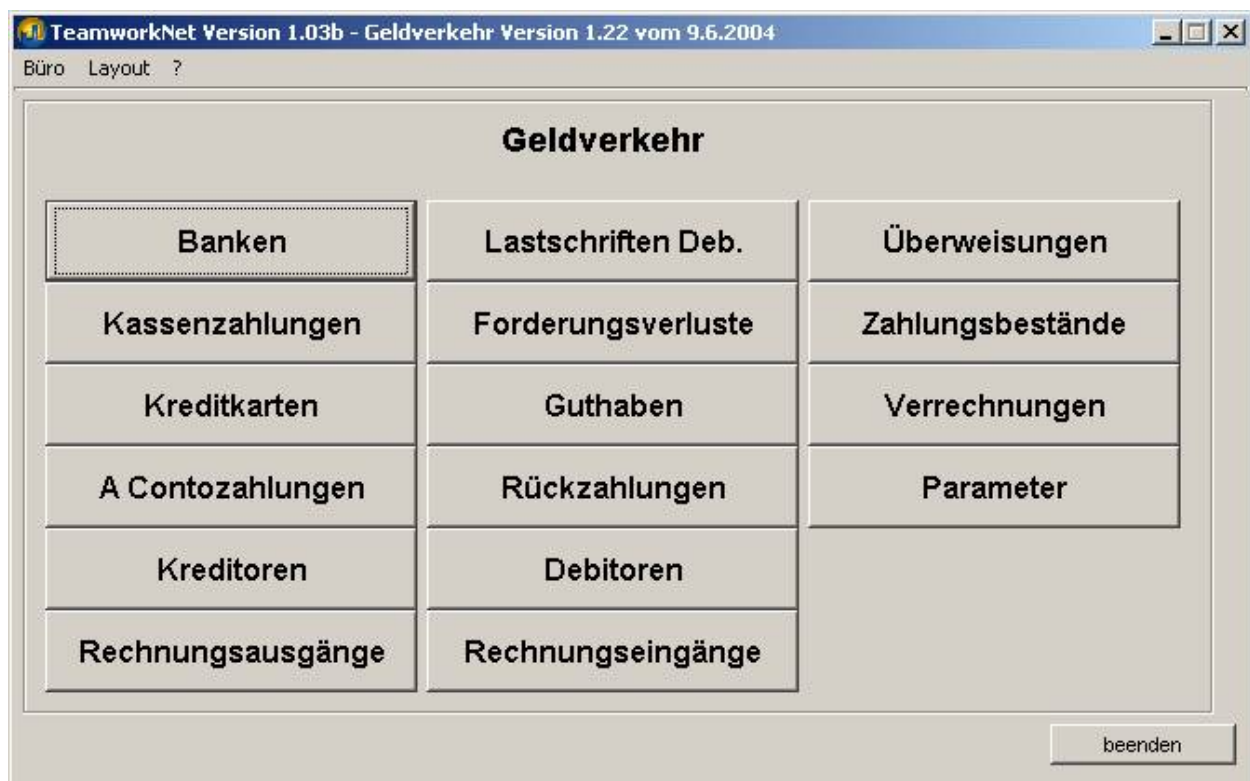 TeamworkNet Version 1.03b - Geldverkehr Version 1.22 vom 9.6.2004
Büro Layout ?
Geldverkehr
Banken Lastschriften Deb. Überweisungen
Kassenzahlungen Forderungsverluste Zahlungsbestände
Kreditkarten Guthaben Verrechnungen
A Contozahlungen Rückzahlungen Parameter
Kreditoren Debitoren
Rechnungsausgänge Rechnungseingänge
beenden